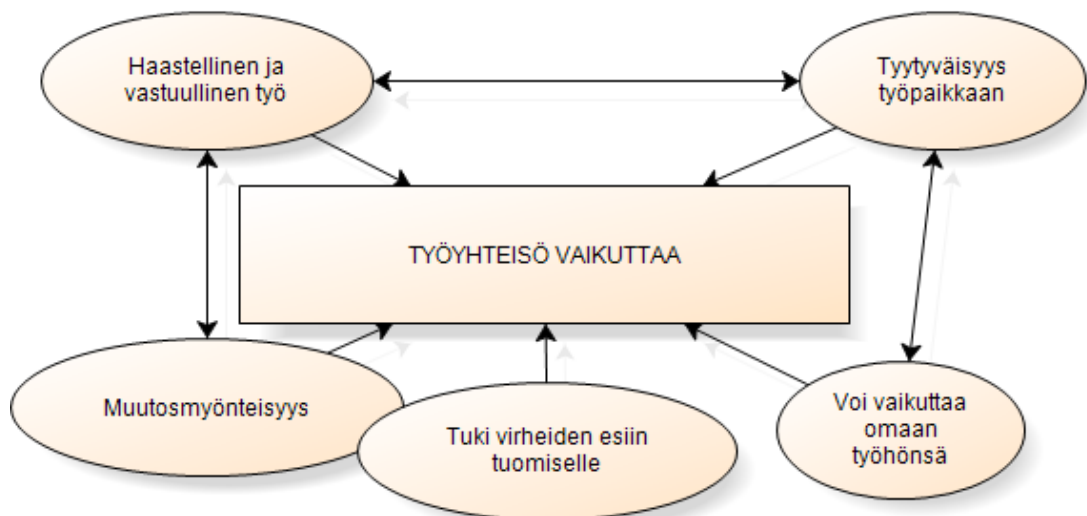 Haastellinen ja
vastuullinen työ
Tyytyväisyys
työpaikkaan
TYÖYHTEISÖ VAIKUTTAA
Muutosmyönteisyys
Tuki virheiden esiin
tuomiselle
Voi vaikuttaa
omaan
työhönsä